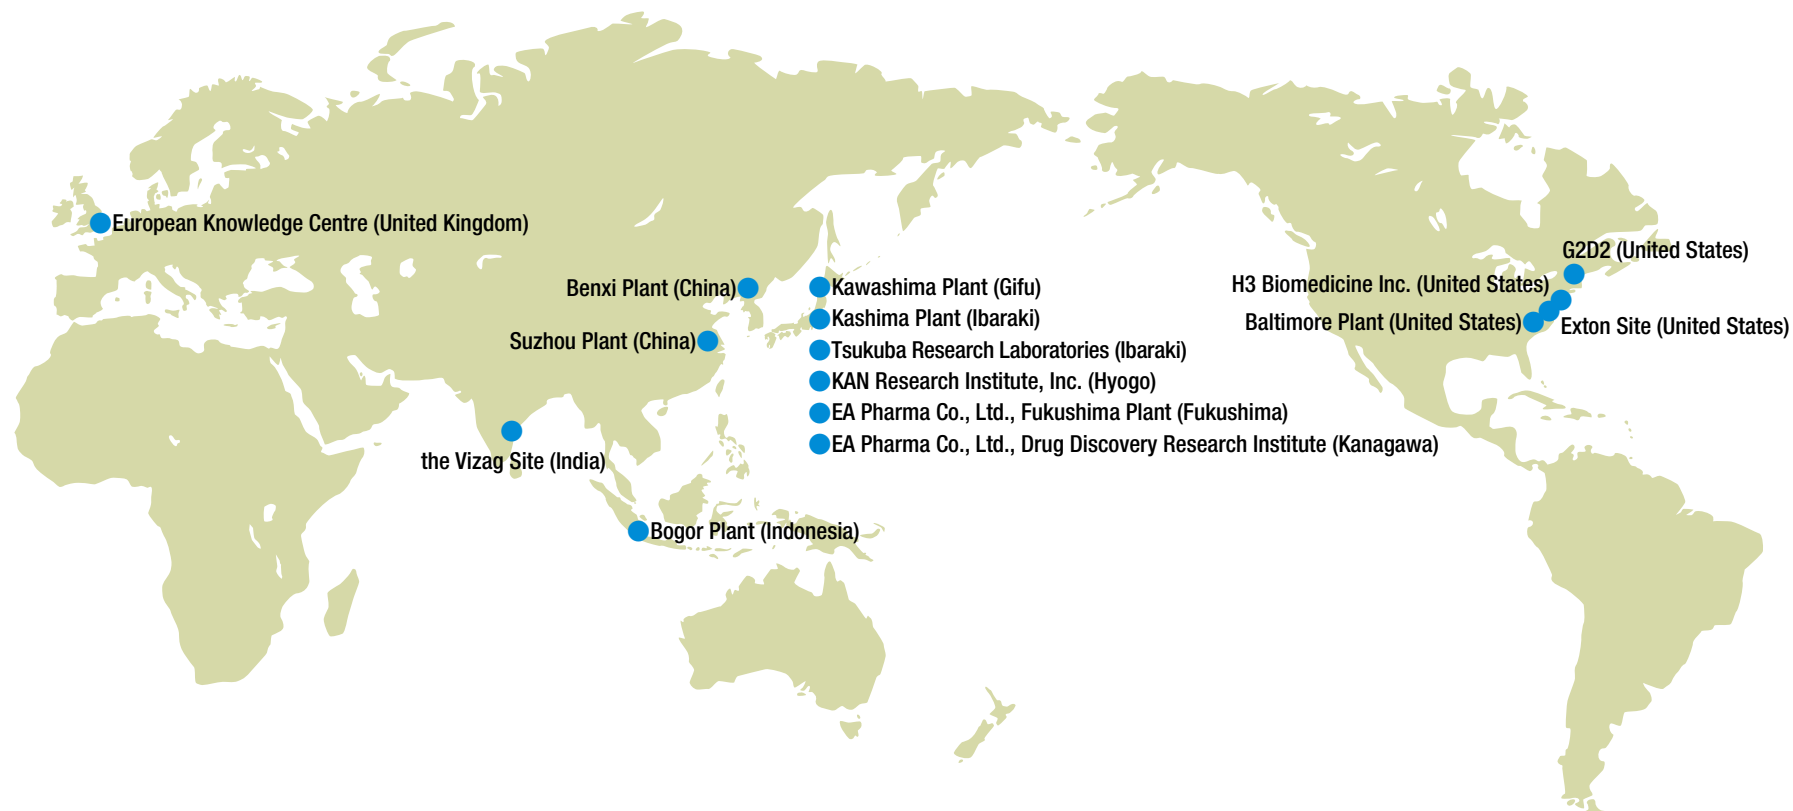 European Knowledge Centre (United Kingdom)
G2D2 (United States)
H3 Biomedicine Inc. (United States)
Baltimore Plant (United States)
Exton Site (United States)
Benxi Plant (China)
Suzhou Plant (China)
Kawashima Plant (Gifu)
Kashima Plant (Ibaraki)
Tsukuba Research Laboratories (Ibaraki)
KAN Research Institute, Inc. (Hyogo)
EA Pharma Co., Ltd., Fukushima Plant (Fukushima)
EA Pharma Co., Ltd., Drug Discovery Research Institute (Kanagawa)
the Vizag Site (India)
Bogor Plant (Indonesia)